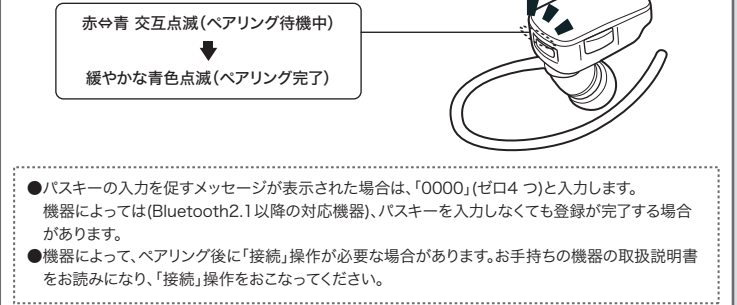 赤⇔青 交互点滅(ペアリング待機中)
緩やかな青色点滅(ペアリング完了)
●パスキーの入力を促すメッセージが表示された場合は、「0000」(ゼロ4 つ)と入力します。
機器によっては(Bluetooth2.1以降の対応機器)、パスキーを入力しなくても登録が完了する場合
があります。
●機器によって、ペアリング後に「接続」操作が必要な場合があります。お手持ちの機器の取扱説明書
をお読みになり、「接続」操作をおこなってください。